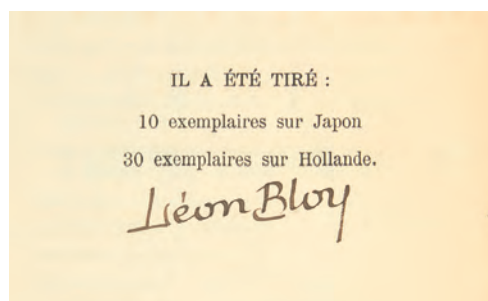 IL A ÉTÉ TIRÉ :
10 exemplaires sur Japon
30 exemplaires sur Hollande.
Léon Bloy